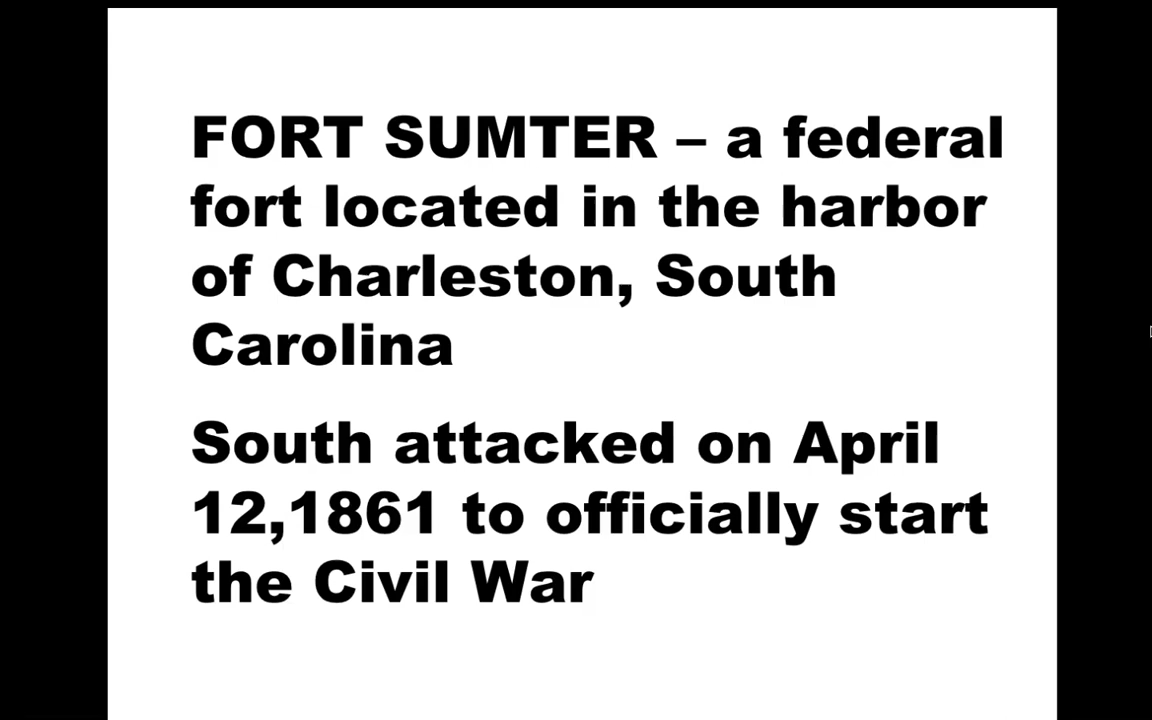 FORT SUMTER – a federal
fort located in the harbor
of Charleston, South
Carolina
South attacked on April
12,1861 to officially start
the Civil War